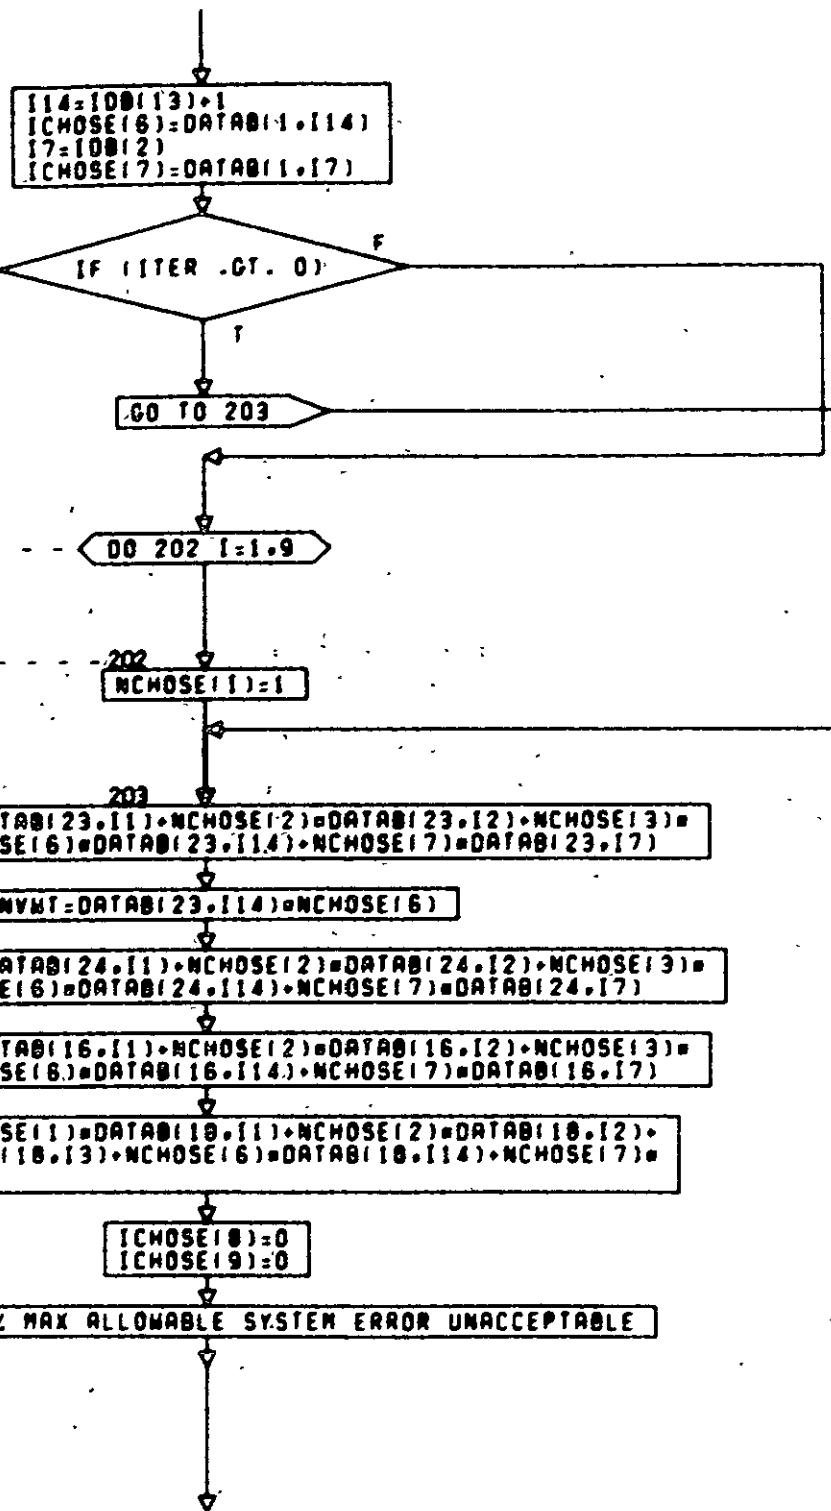 I14=IDB(13)+1
ICHOSE(6)=DATAB(1,I14)
I7=IDB(2)
ICHOSE(7)=DATAB(1,I7)
F
IF (ITER .GT. 0)
T
GO TO 203
DO 202 I=1,9
202
NCHOSE(I)=1
203
TAB(23,I1)+NCHOSE(2)*DATAB(23,I2)+NCHOSE(3)*
SE(6)*DATAB(23,I14)+NCHOSE(7)*DATAB(23,I7)
NVWT=DATAB(23,I14)*NCHOSE(6)
ATAB(24,I1)+NCHOSE(2)*DATAB(24,I2)+NCHOSE(3)*
E(6)*DATAB(24,I14)+NCHOSE(7)*DATAB(24,I7)
TAB(16,I1)+NCHOSE(2)*DATAB(16,I2)+NCHOSE(3)*
SE(6)*DATAB(16,I14)+NCHOSE(7)*DATAB(16,I7)
SE(1)*DATAB(18,I1)+NCHOSE(2)*DATAB(18,I2)+
(18,I3)+NCHOSE(6)*DATAB(18,I14)+NCHOSE(7)*
ICHOSE(8)=0
ICHOSE(9)=0
% MAX ALLOWABLE SYSTEM ERROR UNACCEPTABLE